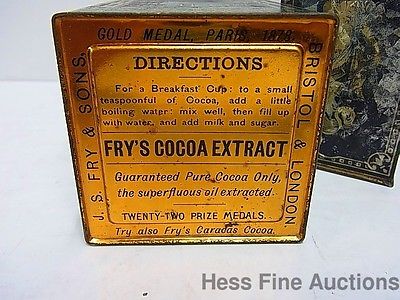 GOLD MEDAL, PARIS 1878.
J. S. FRY & SONS,
BRISTOL & LONDON.
DIRECTIONS
For a Breakfast Cup: to a small
teaspoonful of Cocoa, add a little
boiling water: mix well, then fill up
with water, and add milk and sugar.
FRY'S COCOA EXTRACT
Guaranteed Pure Cocoa Only,
the superfluous oil extracted.
TWENTY-TWO PRIZE MEDALS.
Try also Fry's Caracas Cocoa.
Hess Fine Auctions